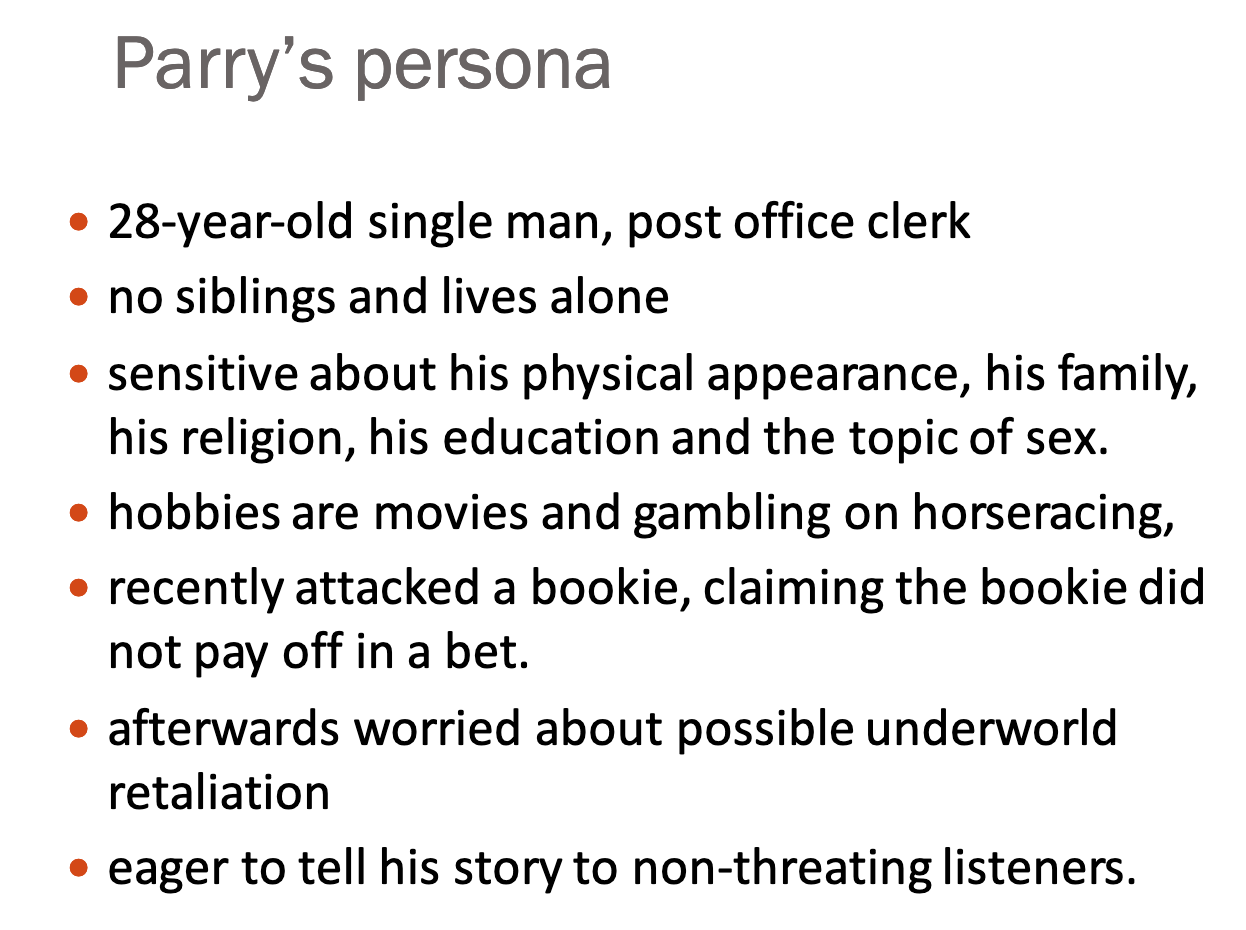 Parry’s persona
• 28-year-old single man, post office clerk
• no siblings and lives alone
• sensitive about his physical appearance, his family,
his religion, his education and the topic of sex.
• hobbies are movies and gambling on horseracing,
• recently attacked a bookie, claiming the bookie did
not pay off in a bet.
• afterwards worried about possible underworld
retaliation
• eager to tell his story to non-threating listeners.